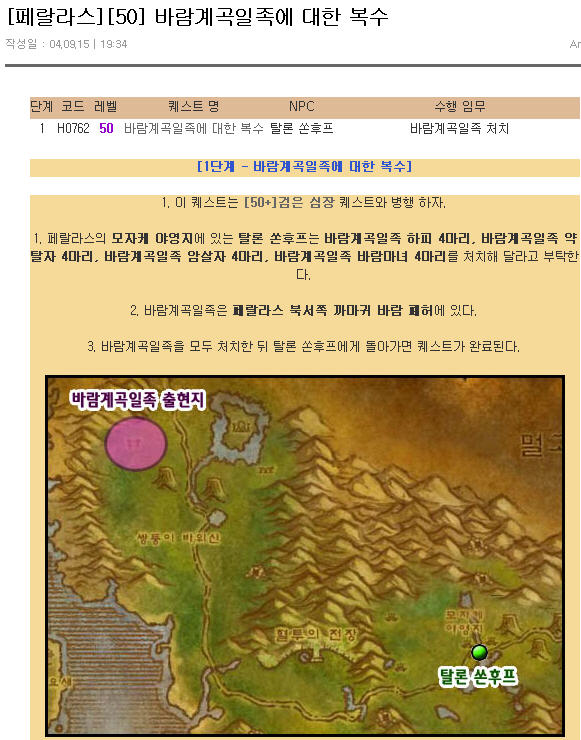 [페랄라스][50] 바람계곡일족에 대한 복수
작성일 : 04,09,15 | 19:34
Ar
단계 코드 레벨 퀘스트 명 NPC 수행 임무
1 H0762 50 바람계곡일족에 대한 복수 탈론 쏜후프 바람계곡일족 처치
[1단계 - 바람계곡일족에 대한 복수]
1. 이 퀘스트는 [50+]검은 심장 퀘스트와 병행 하자.
1. 페랄라스의 모자케 야영지에 있는 탈론 쏜후프는 바람계곡일족 하피 4마리, 바람계곡일족 약
탈자 4마리, 바람계곡일족 암살자 4마리, 바람계곡일족 바람마녀 4마리를 처치해 달라고 부탁한
다.
2. 바람계곡일족은 페랄라스 북서쪽 까마귀 바람 폐허에 있다.
3. 바람계곡일족을 모두 처치한 뒤 탈론 쏜후프에게 돌아가면 퀘스트가 완료된다.
바람계곡일족 출현지
멀고
쌍둥이 바위산
모자케
야영지
혈투의 전장
탈론 쏜후프
요새